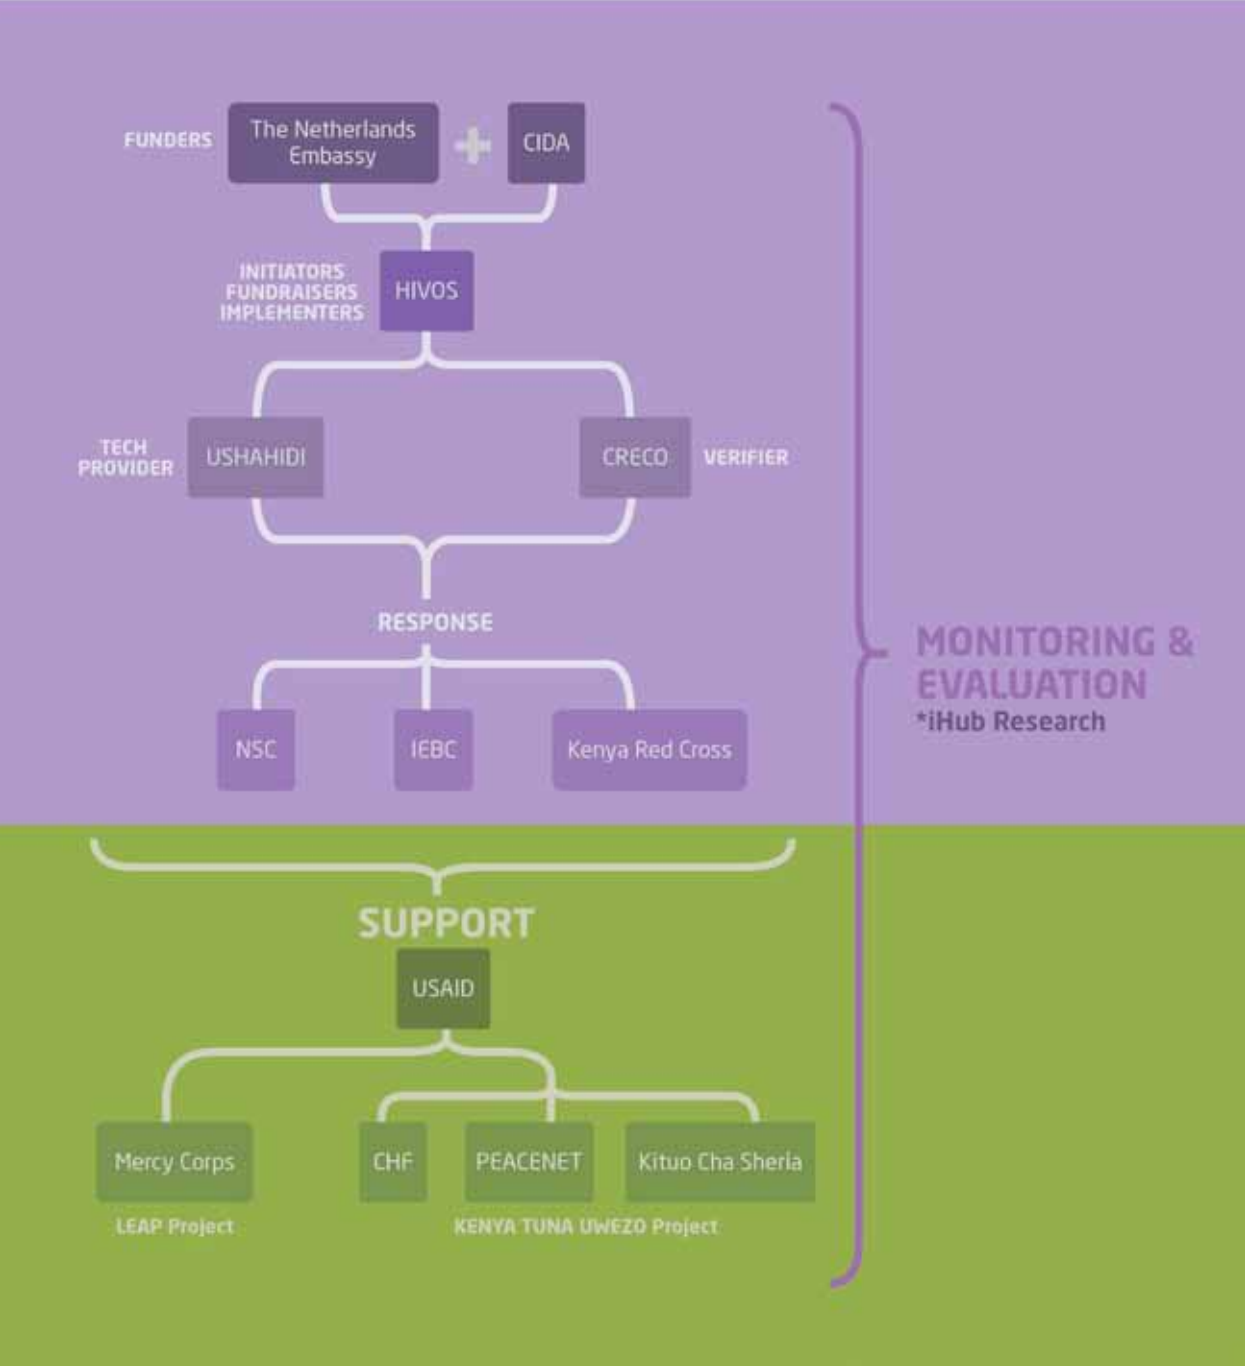 FUNDERS
The Netherlands
Embassy
CIDA
INITIATORS
FUNDRAISERS
IMPLEMENTERS
HIVOS
TECH
PROVIDER
USHAHIDI
CRECO
VERIFIER
RESPONSE
NSC
IEBC
Kenya Red Cross
MONITORING &
EVALUATION
*iHub Research
SUPPORT
USAID
Mercy Corps
CHF
PEACENET
Kituo Cha Sheria
LEAP Project
KENYA TUNA UWEZO Project